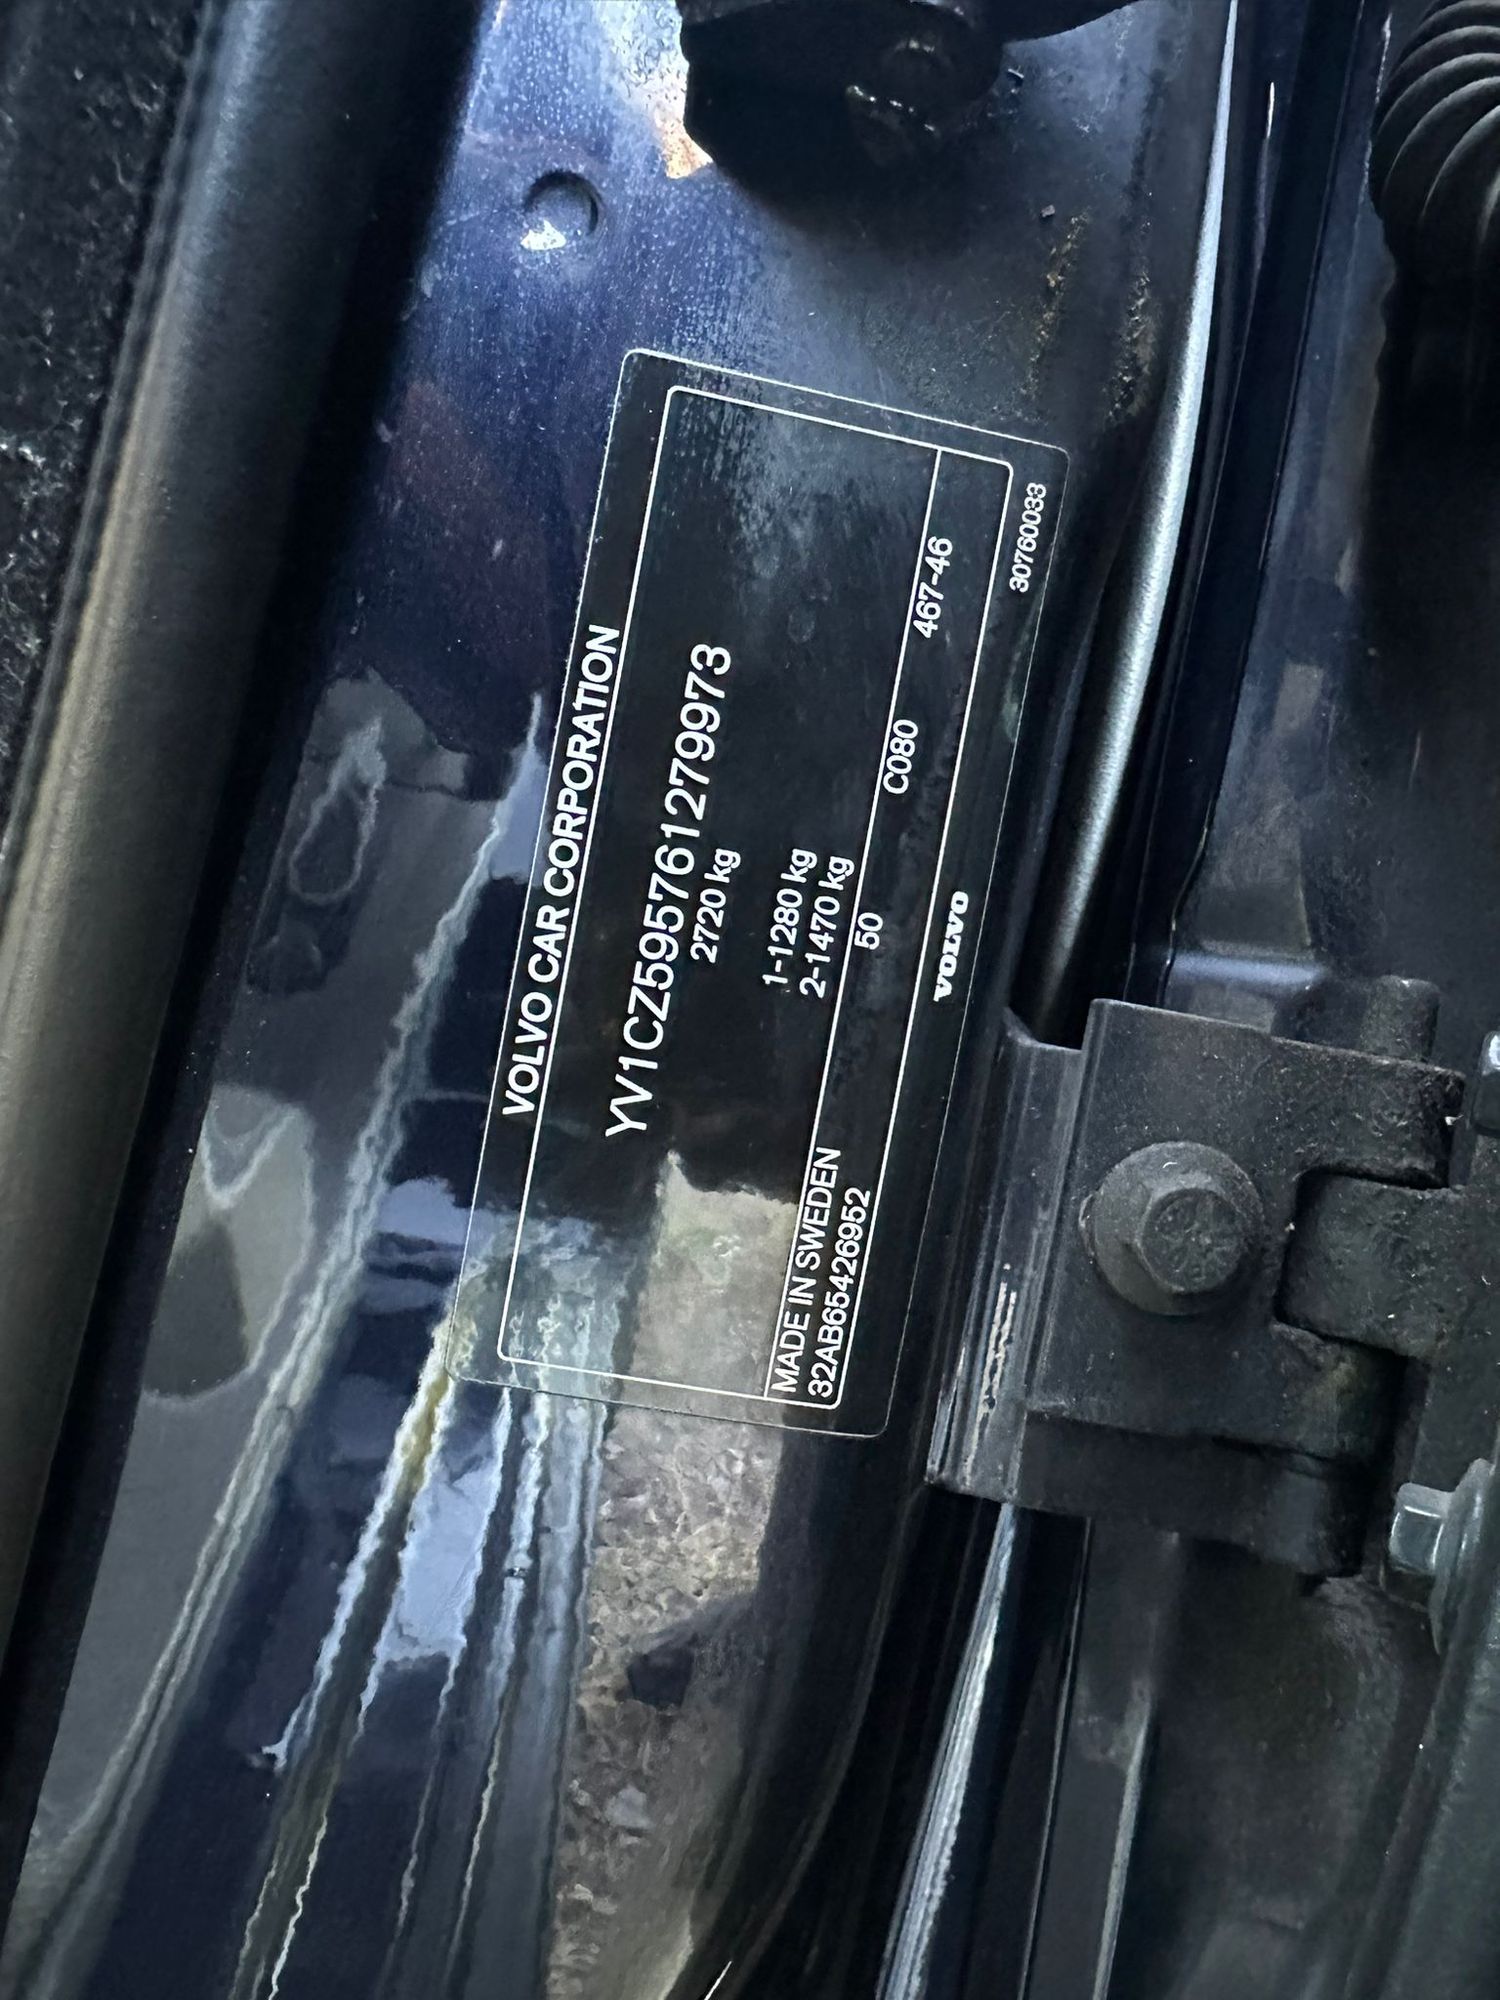 VOLVO CAR CORPORATION
YV1CZ595761279973
2720 kg
1-1280 kg
2-1470 kg
MADE IN SWEDEN 50 C080 467-46
32AB65426952
VOLVO 30760033